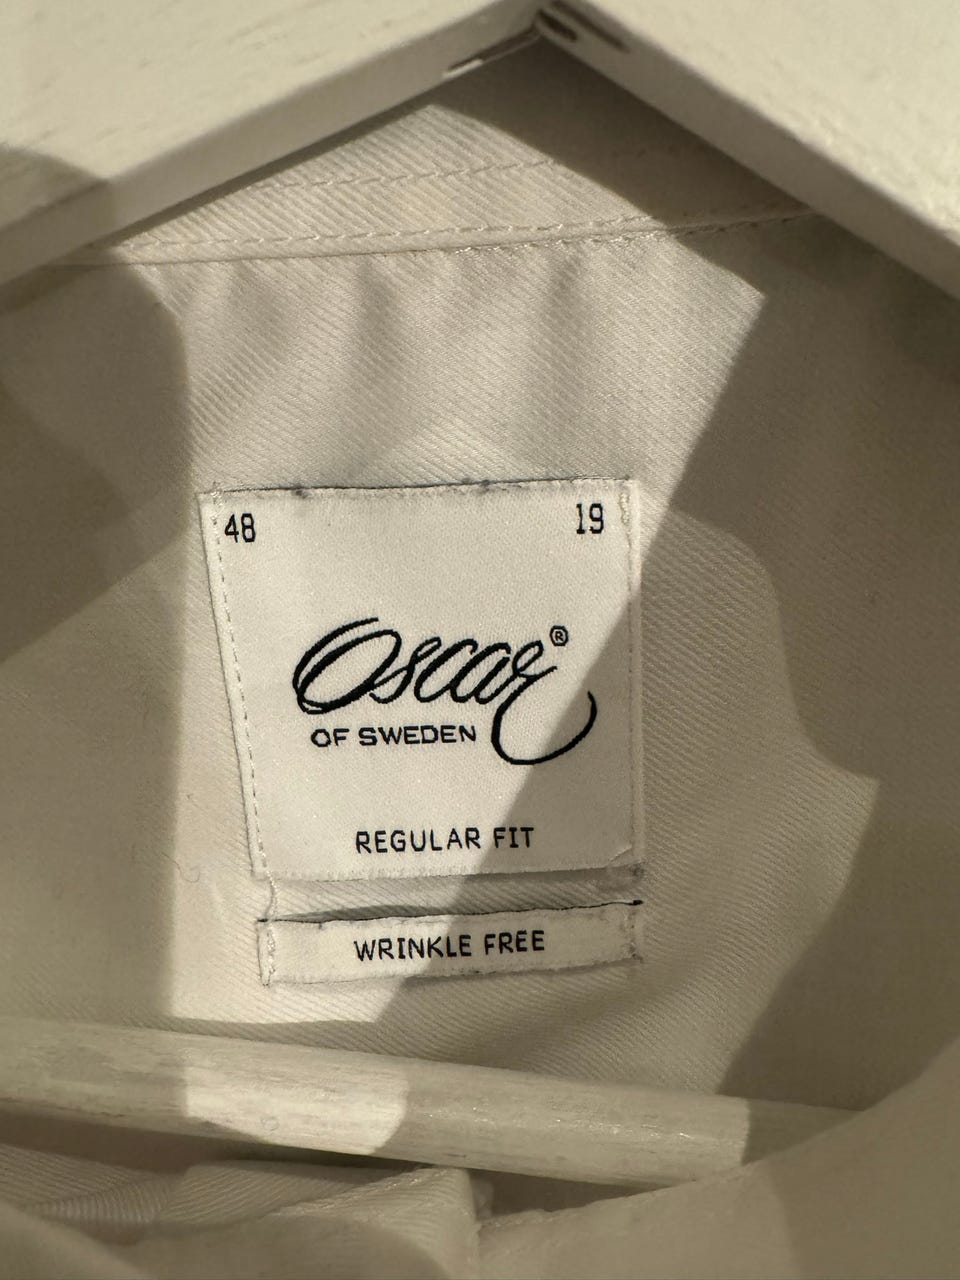 48 19
Oscar®
OF SWEDEN
REGULAR FIT
WRINKLE FREE